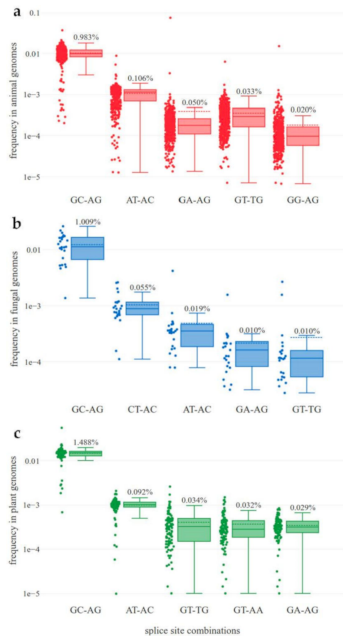 a
frequency in animal genomes
0.1
0.01
1e-3
1e-4
1e-5
0.983%
0.106%
0.050%
0.033%
0.020%
GC-AG AT-AC GA-AG GT-TG GG-AG
b
frequency in fungal genomes
0.01
1e-3
1e-4
1.009%
0.055%
0.019%
0.010%
0.010%
GC-AG CT-AC AT-AC GA-AG GT-TG
c
frequency in plant genomes
0.01
1e-3
1e-4
1e-5
1.488%
0.092%
0.034%
0.032%
0.029%
GC-AG AT-AC GT-TG GT-AA GA-AG
splice site combinations